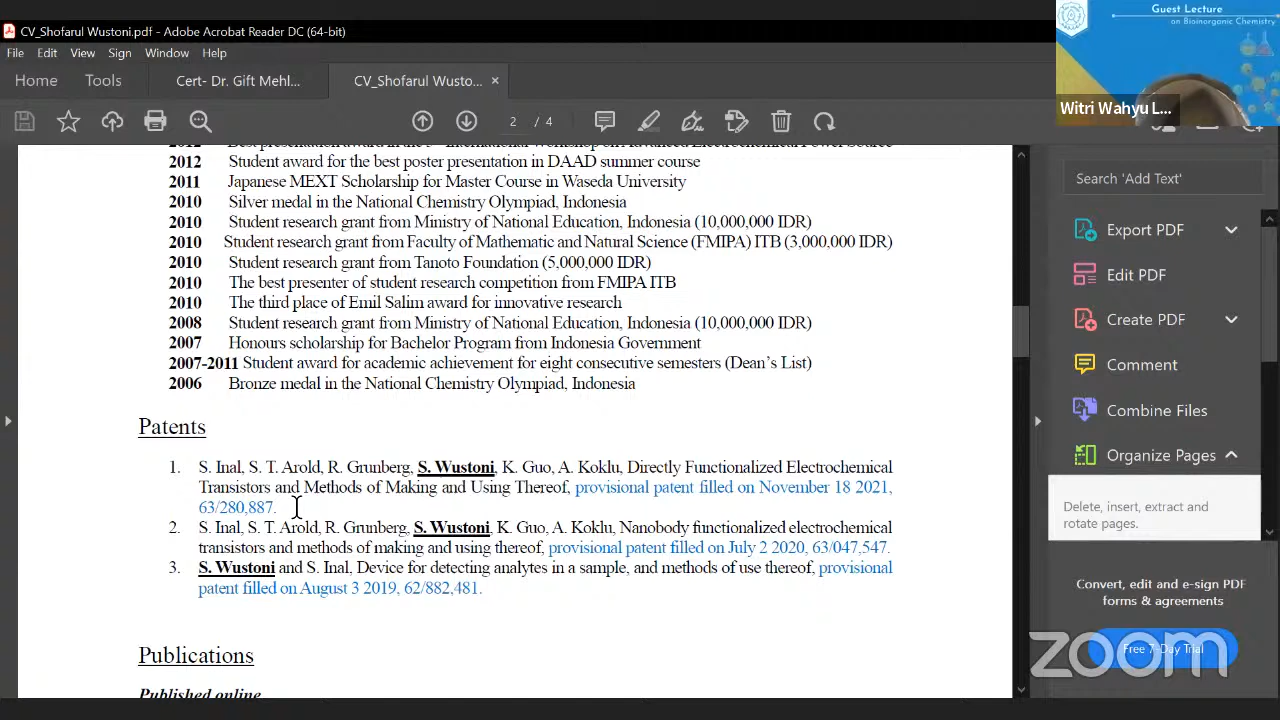 CV_Shofarul Wustoni.pdf - Adobe Acrobat Reader DC (64-bit)
Guest Lecture
on Bioinorganic Chemistry
File Edit View Sign Window Help
Home Tools Cert- Dr. Gift Mehl... CV_Shofarul Wusto... ×
Witri Wahyu L...
2 / 4
2012 Best presentation award in the 5th International Workshop on Advanced Electrochemical Power Source
2012 Student award for the best poster presentation in DAAD summer course
2011 Japanese MEXT Scholarship for Master Course in Waseda University
2010 Silver medal in the National Chemistry Olympiad, Indonesia
2010 Student research grant from Ministry of National Education, Indonesia (10,000,000 IDR)
2010 Student research grant from Faculty of Mathematic and Natural Science (FMIPA) ITB (3,000,000 IDR)
2010 Student research grant from Tanoto Foundation (5,000,000 IDR)
2010 The best presenter of student research competition from FMIPA ITB
2010 The third place of Emil Salim award for innovative research
2008 Student research grant from Ministry of National Education, Indonesia (10,000,000 IDR)
2007 Honours scholarship for Bachelor Program from Indonesia Government
2007-2011 Student award for academic achievement for eight consecutive semesters (Dean's List)
2006 Bronze medal in the National Chemistry Olympiad, Indonesia
Patents
1. S. Inal, S. T. Arold, R. Grunberg, S. Wustoni, K. Guo, A. Koklu, Directly Functionalized Electrochemical
Transistors and Methods of Making and Using Thereof, provisional patent filled on November 18 2021,
63/280,887.
2. S. Inal, S. T. Arold, R. Grunberg, S. Wustoni, K. Guo, A. Koklu, Nanobody functionalized electrochemical
transistors and methods of making and using thereof, provisional patent filled on July 2 2020, 63/047,547.
3. S. Wustoni and S. Inal, Device for detecting analytes in a sample, and methods of use thereof, provisional
patent filled on August 3 2019, 62/882,481.
Publications
Published online
Search 'Add Text'
Export PDF
Edit PDF
Create PDF
Comment
Combine Files
Organize Pages
Delete, insert, extract and
rotate pages.
Convert, edit and e-sign PDF
forms & agreements
Free 7-Day Trial
zoom